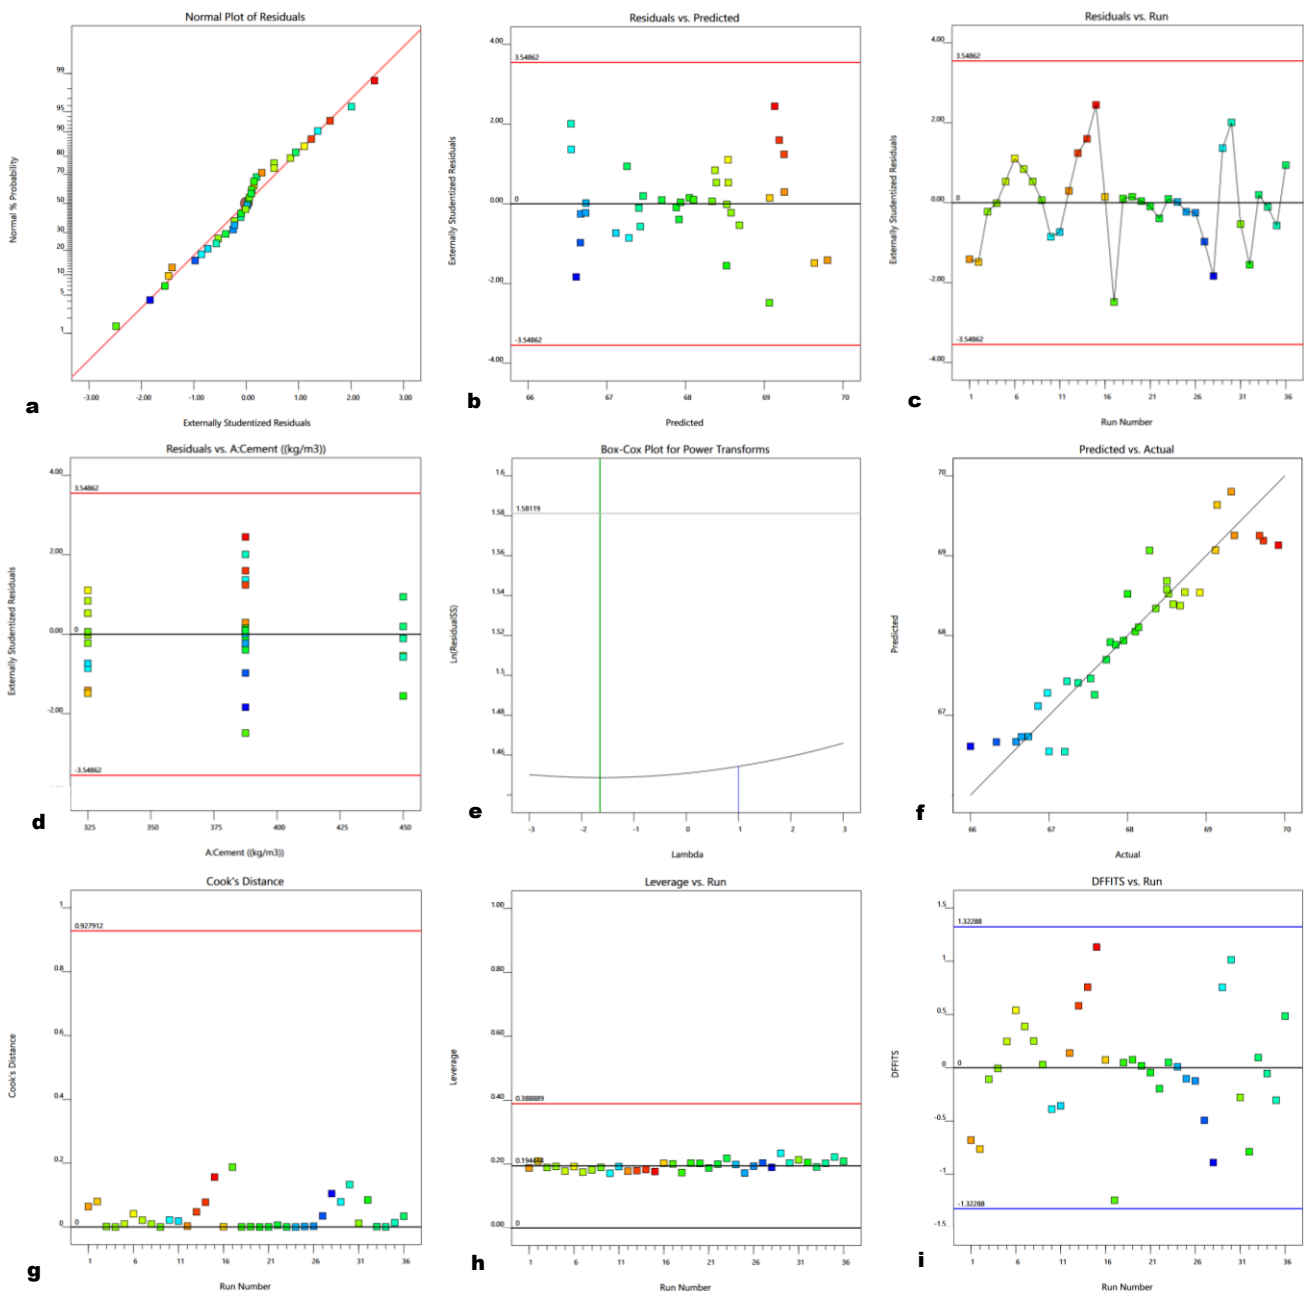 Normal Plot of Residuals
Normal % Probability
99
95
90
80
70
50
30
20
10
5
1
-3.00 -2.00 -1.00 0.00 1.00 2.00 3.00
Externally Studentized Residuals
a
Residuals vs. Predicted
Externally Studentized Residuals
4.00
3.54862
2.00
0.00
0
-2.00
-3.54862
-4.00
66 67 68 69 70
Predicted
b
Residuals vs. Run
Externally Studentized Residuals
4.00
3.54862
2.00
0.00
0
-2.00
-3.54862
-4.00
1 6 11 16 21 26 31 36
Run Number
c
Residuals vs. A:Cement ((kg/m3))
Externally Studentized Residuals
4.00
3.54862
2.00
0.00
0
-2.00
-3.54862
325 350 375 400 425 450
A:Cement ((kg/m3))
d
Box-Cox Plot for Power Transforms
Ln(ResidualSS)
1.6
1.58119
1.58
1.56
1.54
1.52
1.5
1.48
1.46
-3 -2 -1 0 1 2 3
Lambda
e
Predicted vs. Actual
Predicted
70
69
68
67
66 67 68 69 70
Actual
f
Cook's Distance
Cook's Distance
1
0.927912
0.8
0.6
0.4
0.2
0
0
1 6 11 16 21 26 31 36
Run Number
g
Leverage vs. Run
Leverage
1.00
0.80
0.60
0.40
0.388889
0.20
0.194444
0.00
0
1 6 11 16 21 26 31 36
Run Number
h
DFFITS vs. Run
DFFITS
1.5
1.32288
1
0.5
0
0
-0.5
-1
-1.32288
-1.5
1 6 11 16 21 26 31 36
Run Number
i